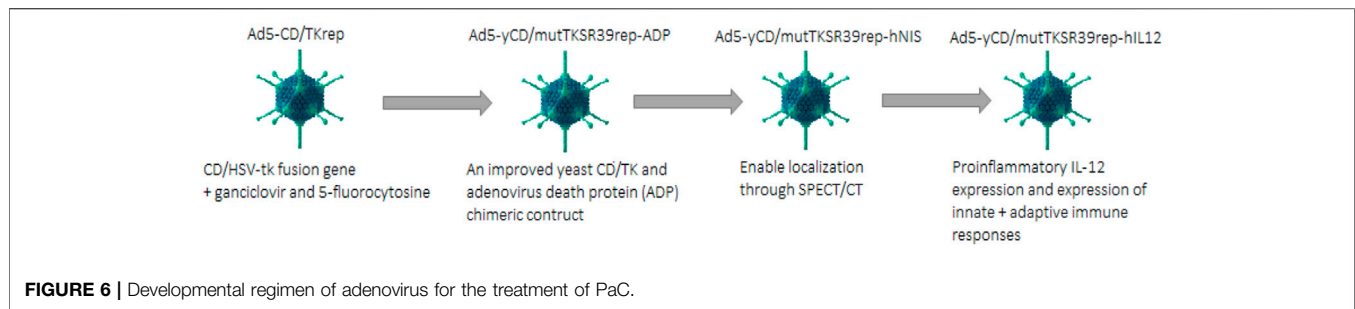 Ad5-CD/TKrep
Ad5-yCD/mutTKSR39rep-ADP
Ad5-yCD/mutTKSR39rep-hNIS
Ad5-yCD/mutTKSR39rep-hIL12
CD/HSV-tk fusion gene
+ ganciclovir and 5-fluorocytosine
An improved yeast CD/TK and
adenovirus death protein (ADP)
chimeric contruct
Enable localization
through SPECT/CT
Proinflammatory IL-12
expression and expression of
innate + adaptive immune
responses
FIGURE 6 | Developmental regimen of adenovirus for the treatment of PaC.